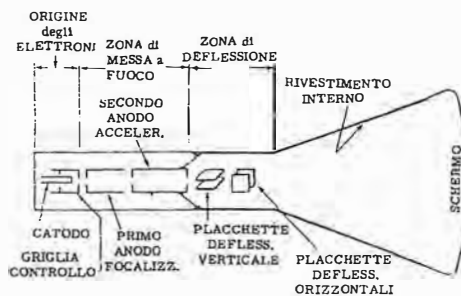 ORIGINE
degli
ELETTRONI
ZONA di
MESSA a
FUOCO
ZONA di
DEFLESSIONE
SECONDO
ANODO
ACCELER.
RIVESTIMENTO
INTERNO
SCHERMO
CATODO
GRIGLIA
CONTROLLO
PRIMO
ANODO
FOCALIZZ.
PLACCHETTE
DEFLESS.
VERTICALE
PLACCHETTE
DEFLESS.
ORIZZONTALI